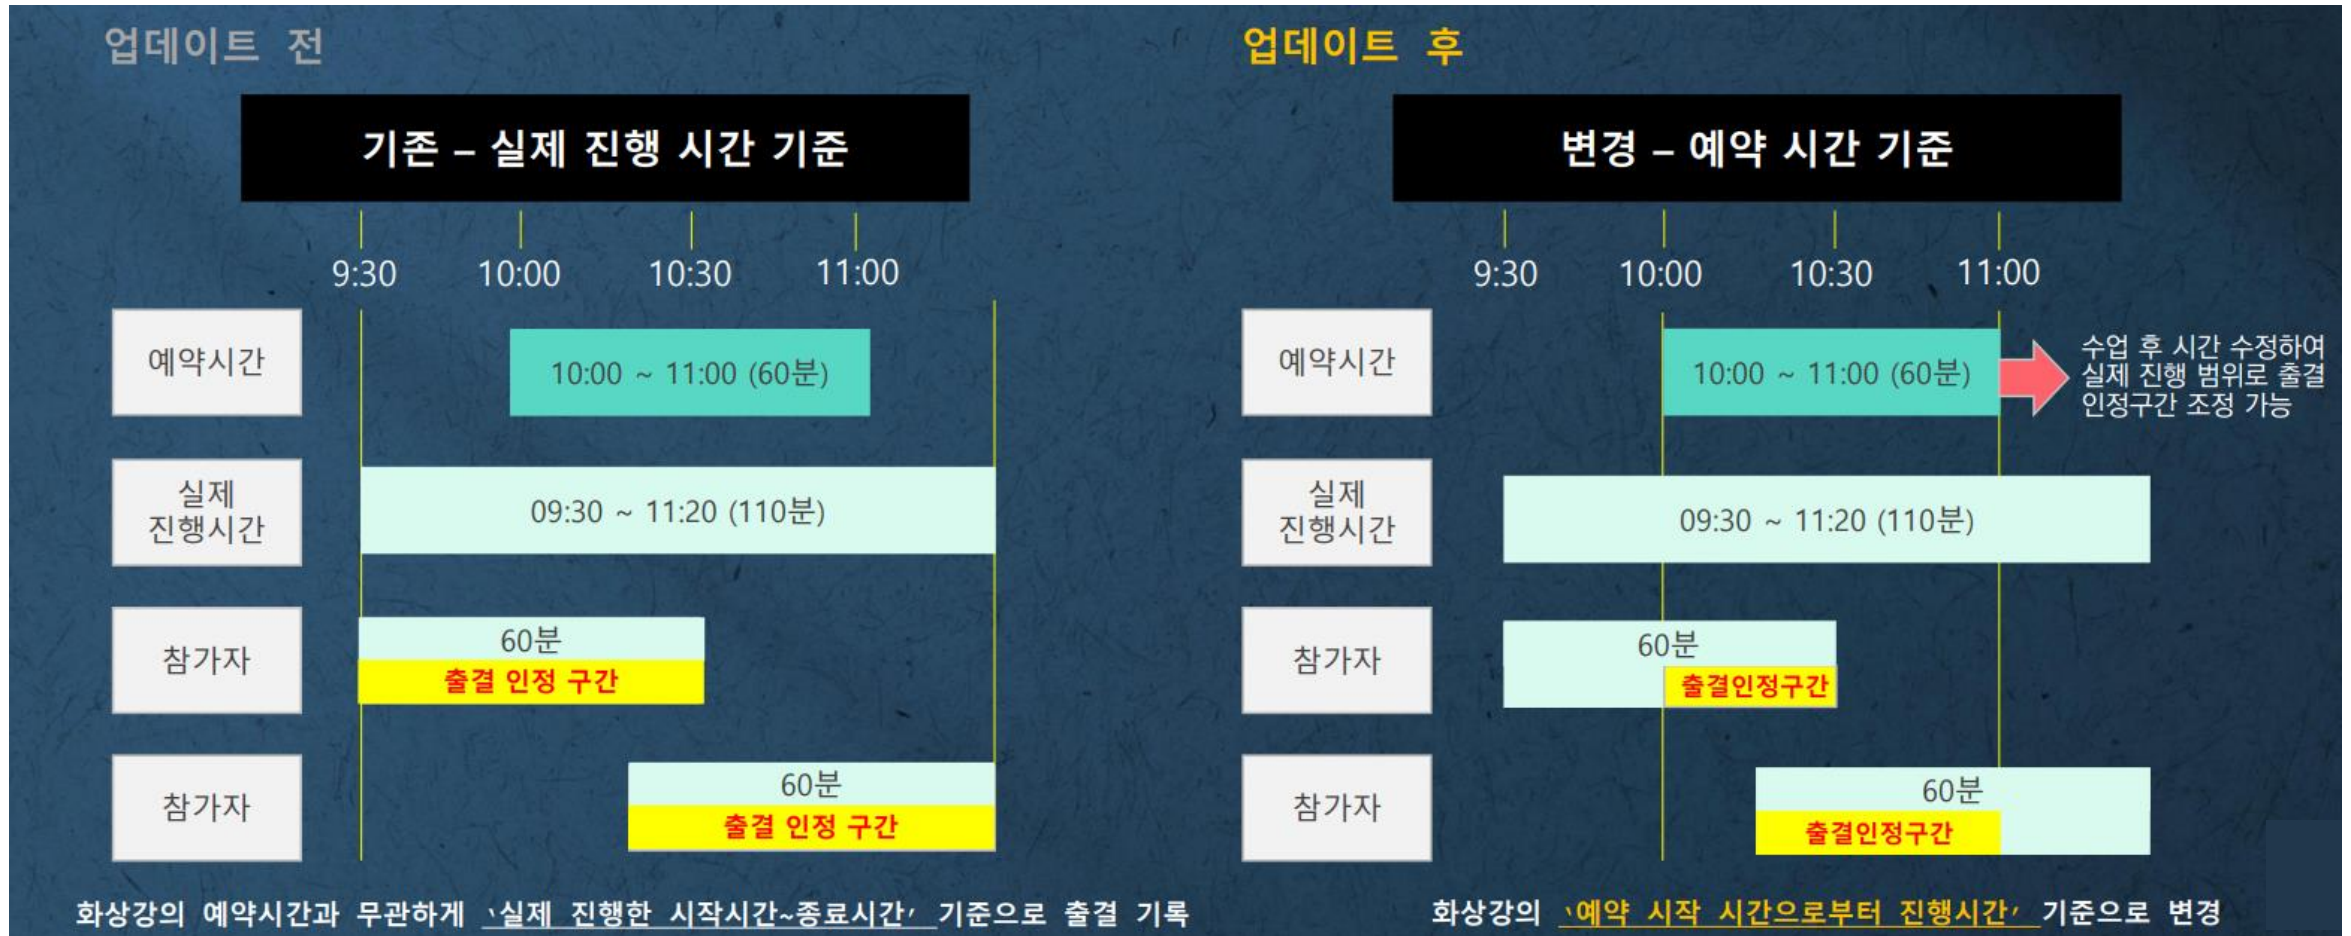 업데이트 전
기존 – 실제 진행 시간 기준
9:30 10:00 10:30 11:00
예약시간
10:00 ~ 11:00 (60분)
실제
진행시간
09:30 ~ 11:20 (110분)
참가자
60분
출결 인정 구간
참가자
60분
출결 인정 구간
화상강의 예약시간과 무관하게 '실제 진행한 시작시간~종료시간' 기준으로 출결 기록
업데이트 후
변경 – 예약 시간 기준
9:30 10:00 10:30 11:00
예약시간
10:00 ~ 11:00 (60분)
수업 후 시간 수정하여
실제 진행 범위로 출결
인정구간 조정 가능
실제
진행시간
09:30 ~ 11:20 (110분)
참가자
60분
출결인정구간
참가자
60분
출결인정구간
화상강의 '예약 시작 시간으로부터 진행시간' 기준으로 변경